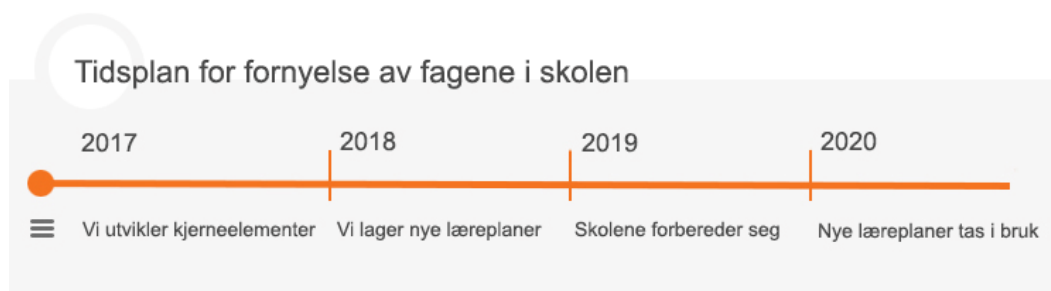 Tidsplan for fornyelse av fagene i skolen
2017 2018 2019 2020
Vi utvikler kjerneelementer Vi lager nye læreplaner Skolene forbereder seg Nye læreplaner tas i bruk